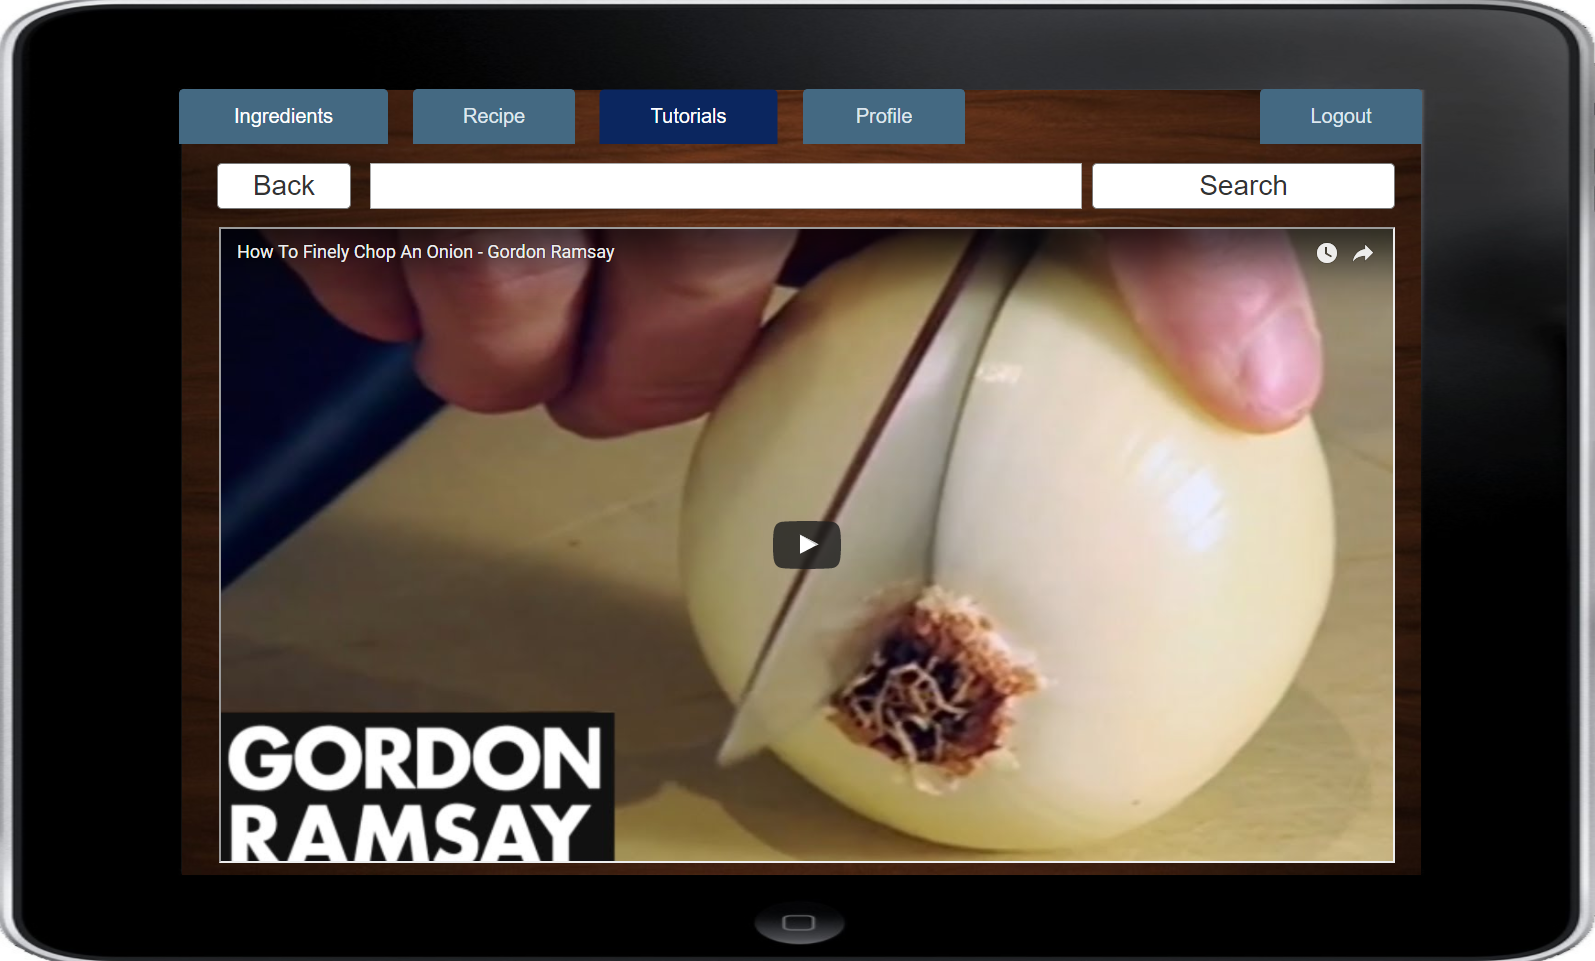 Ingredients
Recipe
Tutorials
Profile
Logout
Back
Search
How To Finely Chop An Onion - Gordon Ramsay
GORDON
RAMSAY